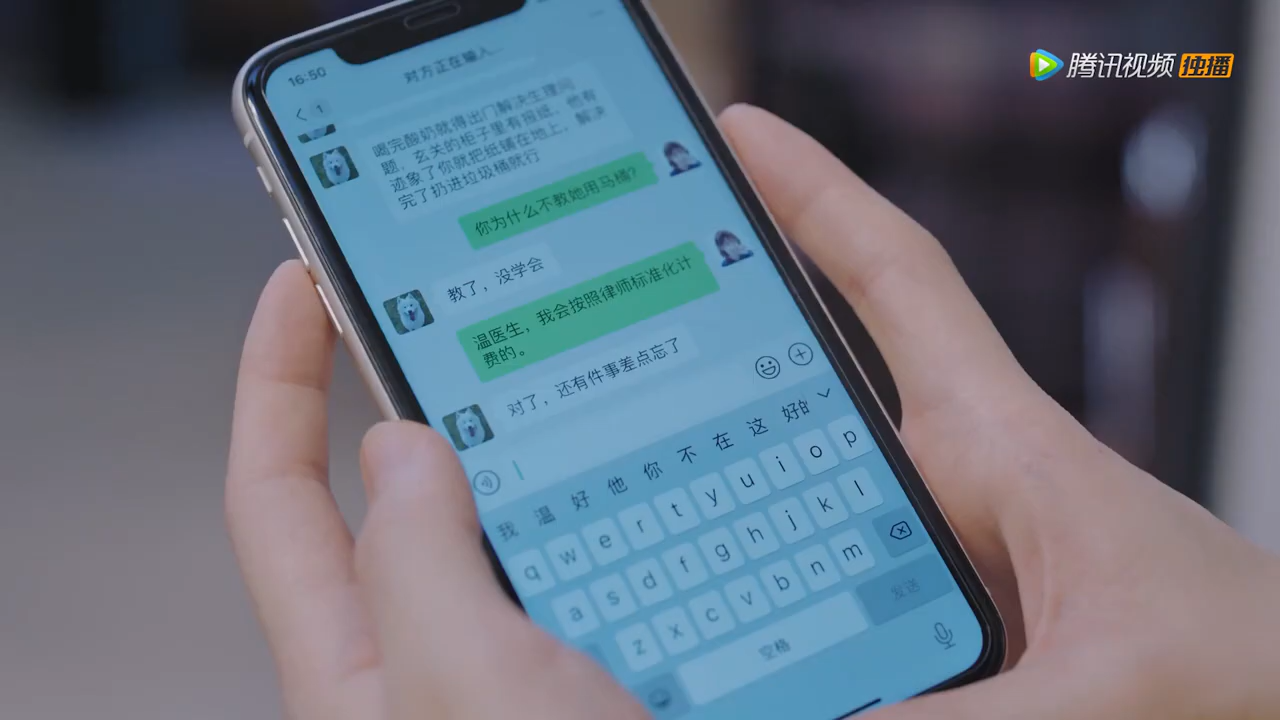 腾讯视频 独播
16:50
对方正在输入...
1
喝完酸奶就得出门解决生理问
题，玄关的柜子里有报纸，他有
迹象了你就把纸铺在地上，解决
完了扔进垃圾桶就行
你为什么不教她用马桶？
教了，没学会
温医生，我会按照律师标准化计
费的。
对了，还有件事差点忘了
我 温 好 他 你 不 在 这 好的
q w e r t y u i o p
a s d f g h j k l
z x c v b n m
空格 发送